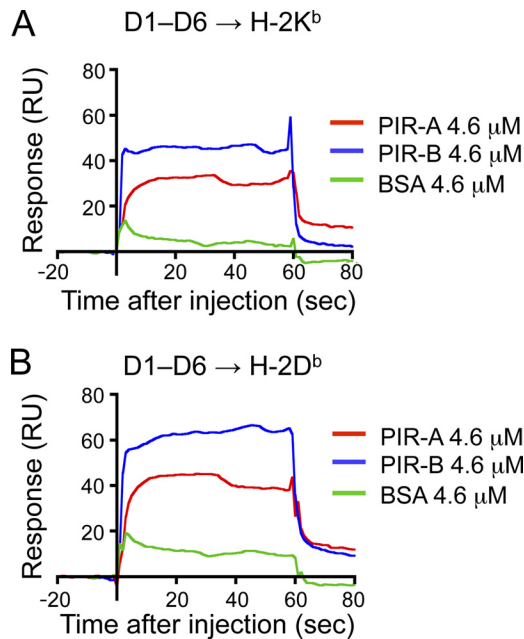 A
D1–D6 → H-2Kᵇ
Response (RU)
80
60
40
20
-20
0
20
40
60
80
Time after injection (sec)
PIR-A 4.6 μM
PIR-B 4.6 μM
BSA 4.6 μM
B
D1–D6 → H-2Dᵇ
Response (RU)
80
60
40
20
-20
0
20
40
60
80
Time after injection (sec)
PIR-A 4.6 μM
PIR-B 4.6 μM
BSA 4.6 μM